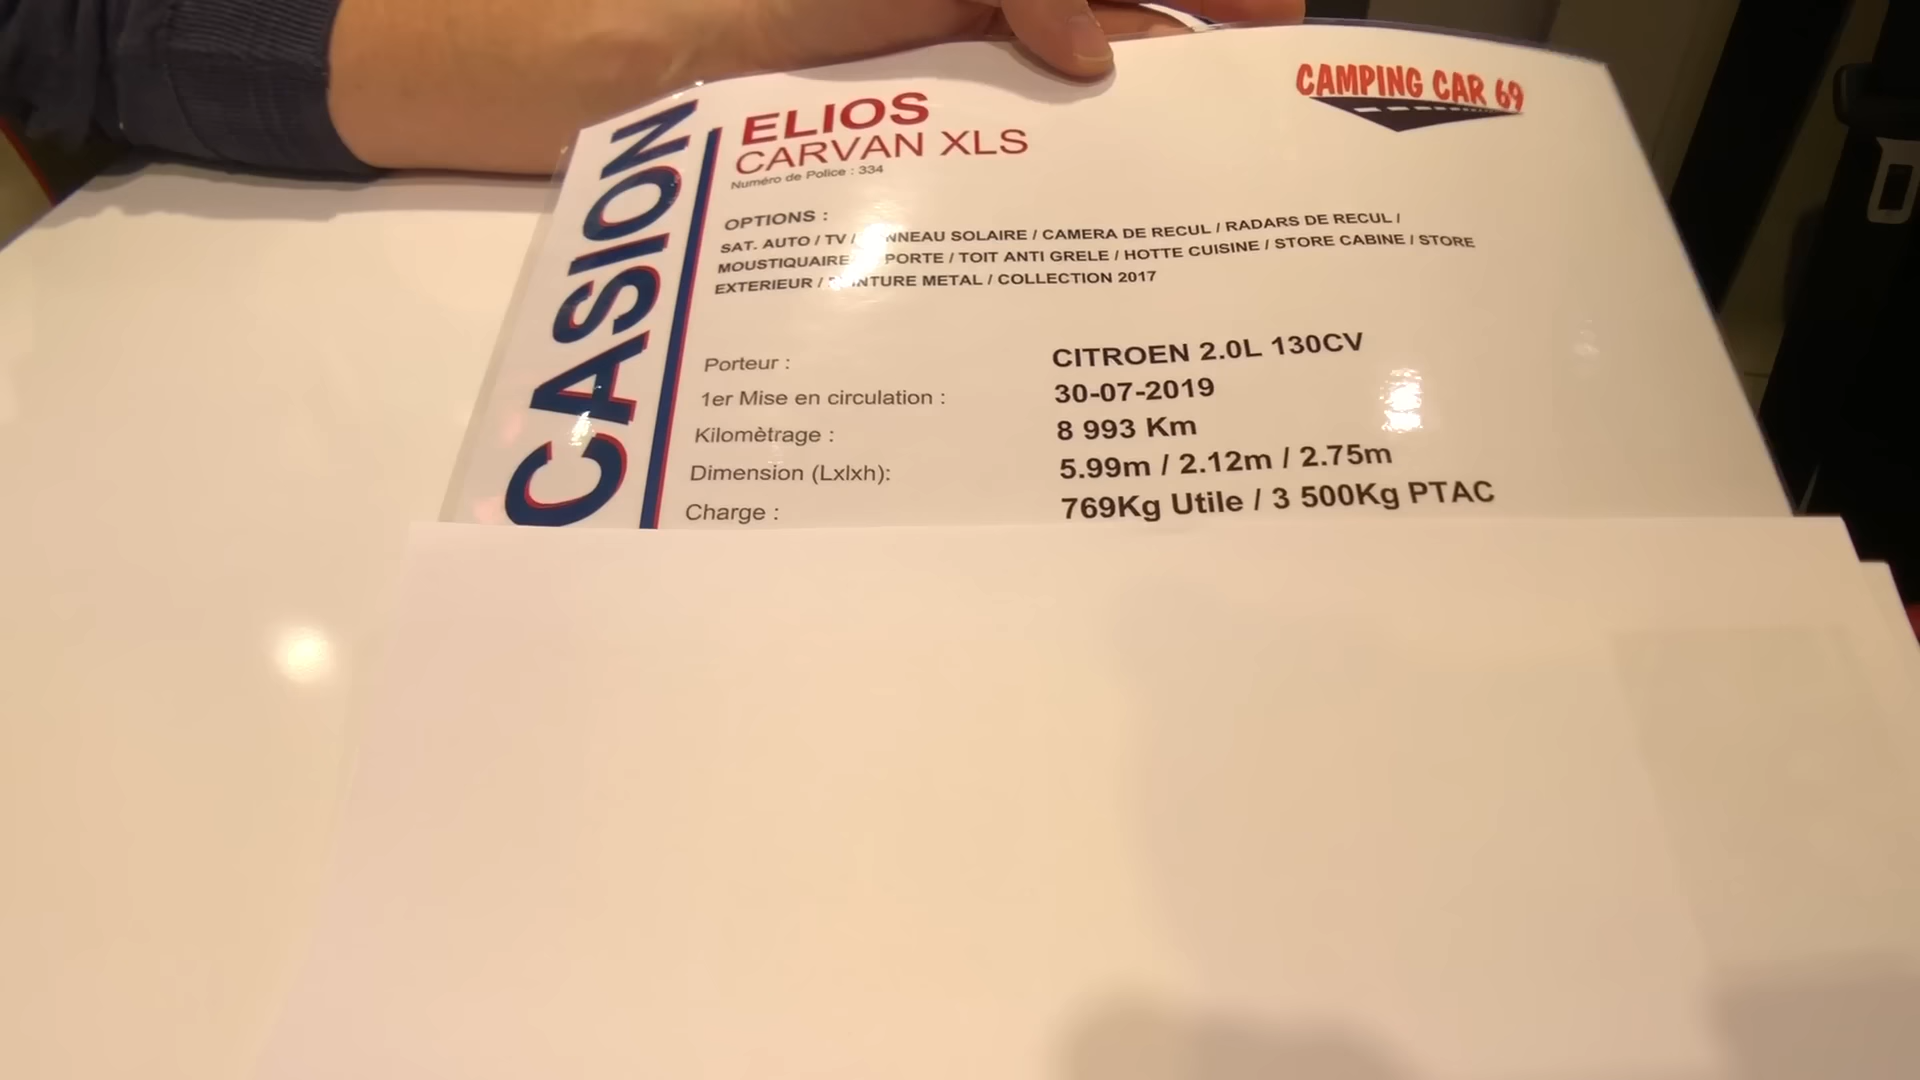 CAMPING CAR 69
CASION
ELIOS
CARVAN XLS
Numéro de Police : 334
OPTIONS :
SAT. AUTO / TV / NNEAU SOLAIRE / CAMERA DE RECUL / RADARS DE RECUL /
MOUSTIQUAIRE PORTE / TOIT ANTI GRELE / HOTTE CUISINE / STORE CABINE / STORE
EXTERIEUR / NTURE METAL / COLLECTION 2017
Porteur : CITROEN 2.0L 130CV
1er Mise en circulation : 30-07-2019
Kilomètrage : 8 993 Km
Dimension (Lxlxh): 5.99m / 2.12m / 2.75m
Charge : 769Kg Utile / 3 500Kg PTAC